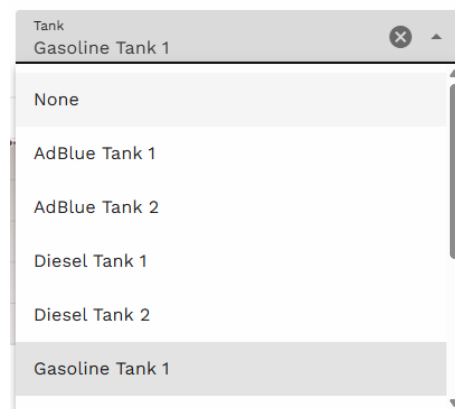 Tank
Gasoline Tank 1
None
AdBlue Tank 1
AdBlue Tank 2
Diesel Tank 1
Diesel Tank 2
Gasoline Tank 1